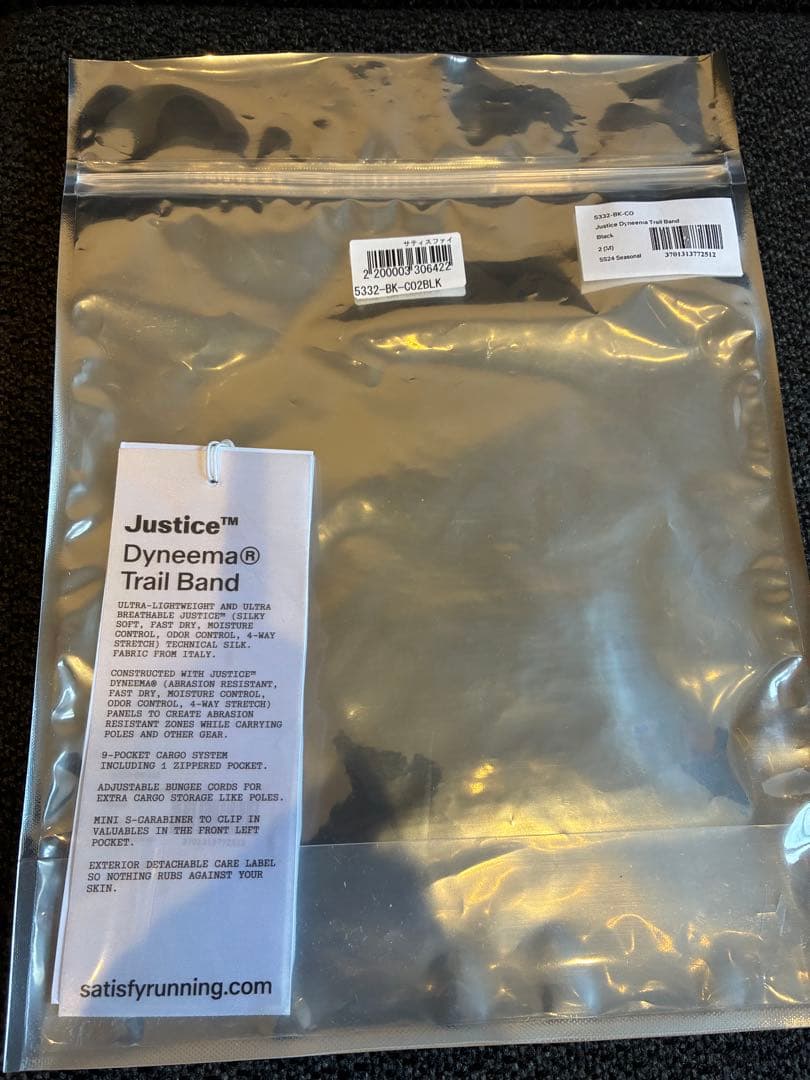 サティスファイ
2 200003 306422
5332-BK-CO2BLK
5332-BK-CO
Justice Dyneema Trail Band
Black
2 (M)
SS24 Seasonal
3701313772512
Justice™
Dyneema®
Trail Band
ULTRA-LIGHTWEIGHT AND ULTRA
BREATHABLE JUSTICE™ (SILKY
SOFT, FAST DRY, MOISTURE
CONTROL, ODOR CONTROL, 4-WAY
STRETCH) TECHNICAL SILK.
FABRIC FROM ITALY.
CONSTRUCTED WITH JUSTICE™
DYNEEMA® (ABRASION RESISTANT,
FAST DRY, MOISTURE CONTROL,
ODOR CONTROL, 4-WAY STRETCH)
PANELS TO CREATE ABRASION
RESISTANT ZONES WHILE CARRYING
POLES AND OTHER GEAR.
9-POCKET CARGO SYSTEM
INCLUDING 1 ZIPPERED POCKET.
ADJUSTABLE BUNGEE CORDS FOR
EXTRA CARGO STORAGE LIKE POLES.
MINI S-CARABINER TO CLIP IN
VALUABLES IN THE FRONT LEFT
POCKET.
EXTERIOR DETACHABLE CARE LABEL
SO NOTHING RUBS AGAINST YOUR
SKIN.
satisfyrunning.com